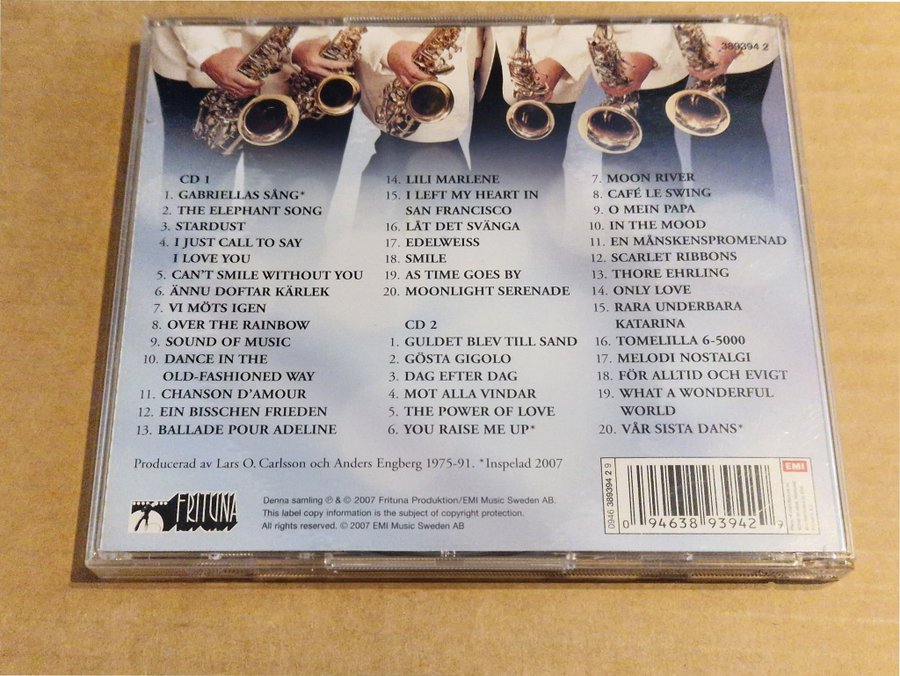 389394 2
CD 1
1. GABRIELLAS SÅNG*
2. THE ELEPHANT SONG
3. STARDUST
4. I JUST CALL TO SAY
I LOVE YOU
5. CAN'T SMILE WITHOUT YOU
6. ÄNNU DOFTAR KÄRLEK
7. VI MÖTS IGEN
8. OVER THE RAINBOW
9. SOUND OF MUSIC
10. DANCE IN THE
OLD-FASHIONED WAY
11. CHANSON D'AMOUR
12. EIN BISSCHEN FRIEDEN
13. BALLADE POUR ADELINE
14. LILI MARLENE
15. I LEFT MY HEART IN
SAN FRANCISCO
16. LÅT DET SVÄNGA
17. EDELWEISS
18. SMILE
19. AS TIME GOES BY
20. MOONLIGHT SERENADE
CD 2
1. GULDET BLEV TILL SAND
2. GÖSTA GIGOLO
3. DAG EFTER DAG
4. MOT ALLA VINDAR
5. THE POWER OF LOVE
6. YOU RAISE ME UP*
7. MOON RIVER
8. CAFÉ LE SWING
9. O MEIN PAPA
10. IN THE MOOD
11. EN MÅNSKENSPROMENAD
12. SCARLET RIBBONS
13. THORE EHRLING
14. ONLY LOVE
15. RARA UNDERBARA
KATARINA
16. TOMELILLA 6-5000
17. MELODI NOSTALGI
18. FÖR ALLTID OCH EVIGT
19. WHAT A WONDERFUL
WORLD
20. VÅR SISTA DANS*
Producerad av Lars O. Carlsson och Anders Engberg 1975-91. *Inspelad 2007
FRITUNA
Denna samling ℗ & © 2007 Frituna Produktion/EMI Music Sweden AB.
This label copy information is the subject of copyright protection.
All rights reserved. © 2007 EMI Music Sweden AB
0946 389394 2 9
0 94638 93942 9
EMI